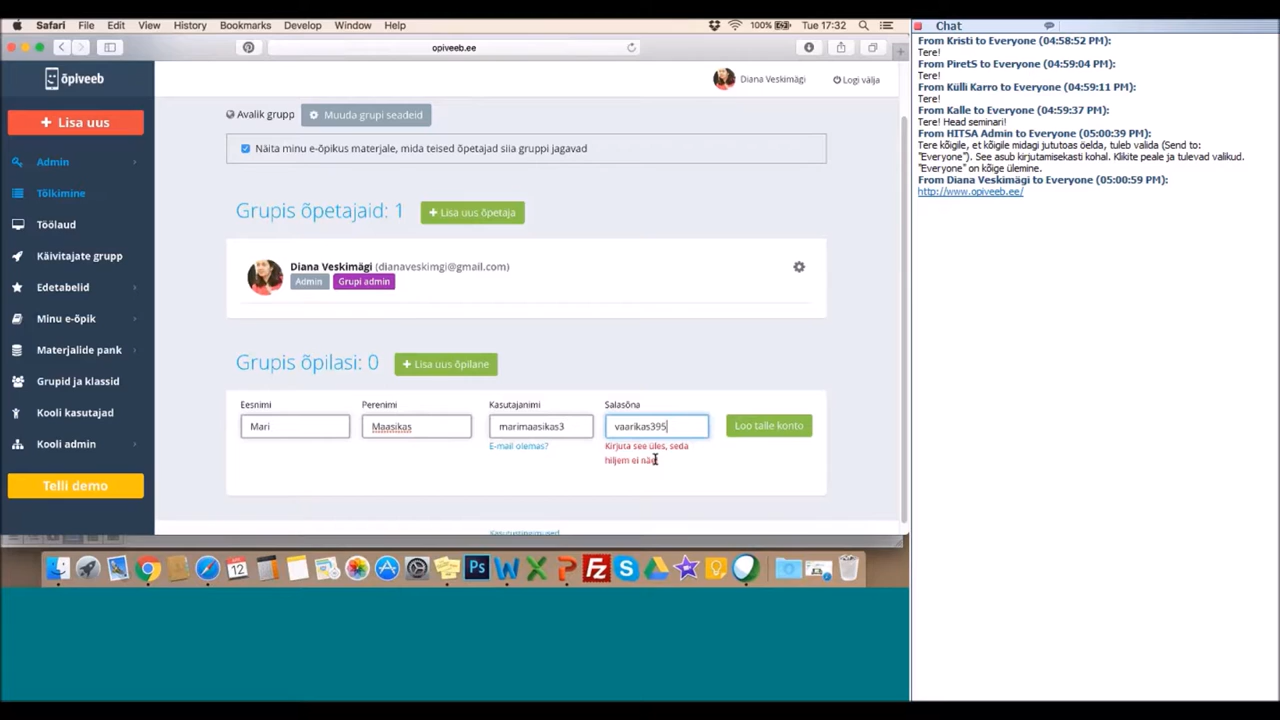 Safari File Edit View History Bookmarks Develop Window Help
100% Tue 17:32
opiveeb.ee
õpiveeb
Diana Veskimägi Logi välja
+ Lisa uus
Admin
Tõlkimine
Töölaud
Käivitajate grupp
Edetabelid
Minu e-õpik
Materjalide pank
Grupid ja klassid
Kooli kasutajad
Kooli admin
Telli demo
Avalik grupp Muuda grupi seadeid
Näita minu e-õpikus materjale, mida teised õpetajad siia gruppi jagavad
Grupis õpetajaid: 1 + Lisa uus õpetaja
Diana Veskimägi (dianaveskimgi@gmail.com)
Admin Grupi admin
Grupis õpilasi: 0 + Lisa uus õpilane
Eesnimi Perenimi Kasutajanimi Salasõna
Mari Maasikas marimaasikas3 vaarikas395 Loo talle konto
E-mail olemas? Kirjuta see üles, seda
hiljem ei näe
Kasutustingimused
12
Ps
Chat
From Kristi to Everyone (04:58:52 PM):
Tere!
From PiretS to Everyone (04:59:04 PM):
Tere!
From Külli Karro to Everyone (04:59:11 PM):
Tere!
From Kalle to Everyone (04:59:37 PM):
Tere! Head seminari!
From HITSA Admin to Everyone (05:00:39 PM):
Tere kõigile, et kõigile midagi jututoas öelda, tuleb valida (Send to:
"Everyone"). See asub kirjutamisekasti kohal. Klikite peale ja tulevad valikud.
"Everyone" on kõige ülemine.
From Diana Veskimägi to Everyone (05:00:59 PM):
http://www.opiveeb.ee/